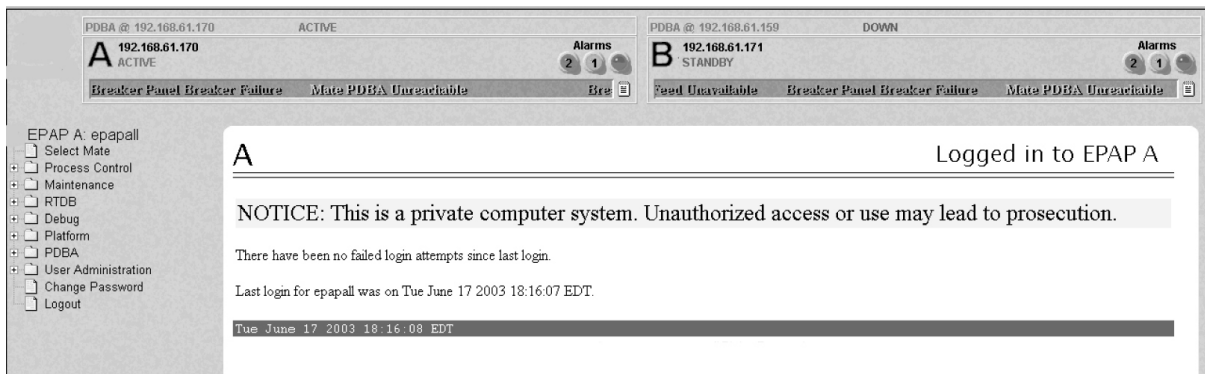 PDBA @ 192.168.61.170 ACTIVE
A 192.168.61.170 Alarms
ACTIVE 2 1
Breaker Panel Breaker Failure Mate PDBA Unreachable Bre
PDBA @ 192.168.61.159 DOWN
B 192.168.61.171 Alarms
STANDBY 2 1
Feed Unavailable Breaker Panel Breaker Failure Mate PDBA Unreachable
EPAP A: epapall
Select Mate
Process Control
Maintenance
RTDB
Debug
Platform
PDBA
User Administration
Change Password
Logout
A Logged in to EPAP A
NOTICE: This is a private computer system. Unauthorized access or use may lead to prosecution.
There have been no failed login attempts since last login.
Last login for epapall was on Tue June 17 2003 18:16:07 EDT.
Tue June 17 2003 18:16:08 EDT